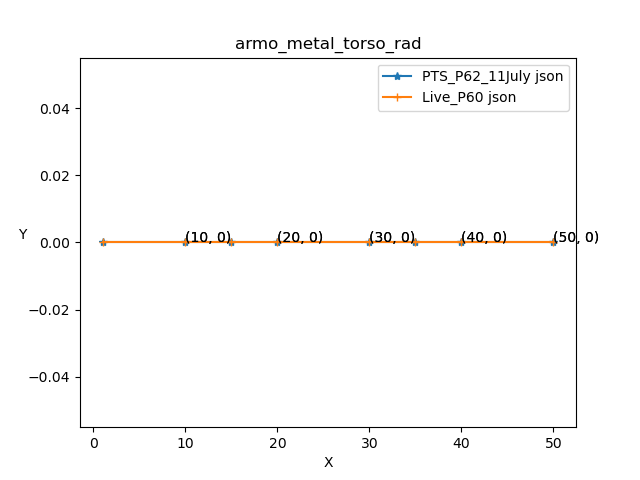 armo_metal_torso_rad
PTS_P62_11July json
Live_P60 json
0.04
0.02
0.00
−0.02
−0.04
Y
(10, 0) (20, 0) (30, 0) (40, 0) (50, 0)
0 10 20 30 40 50
X